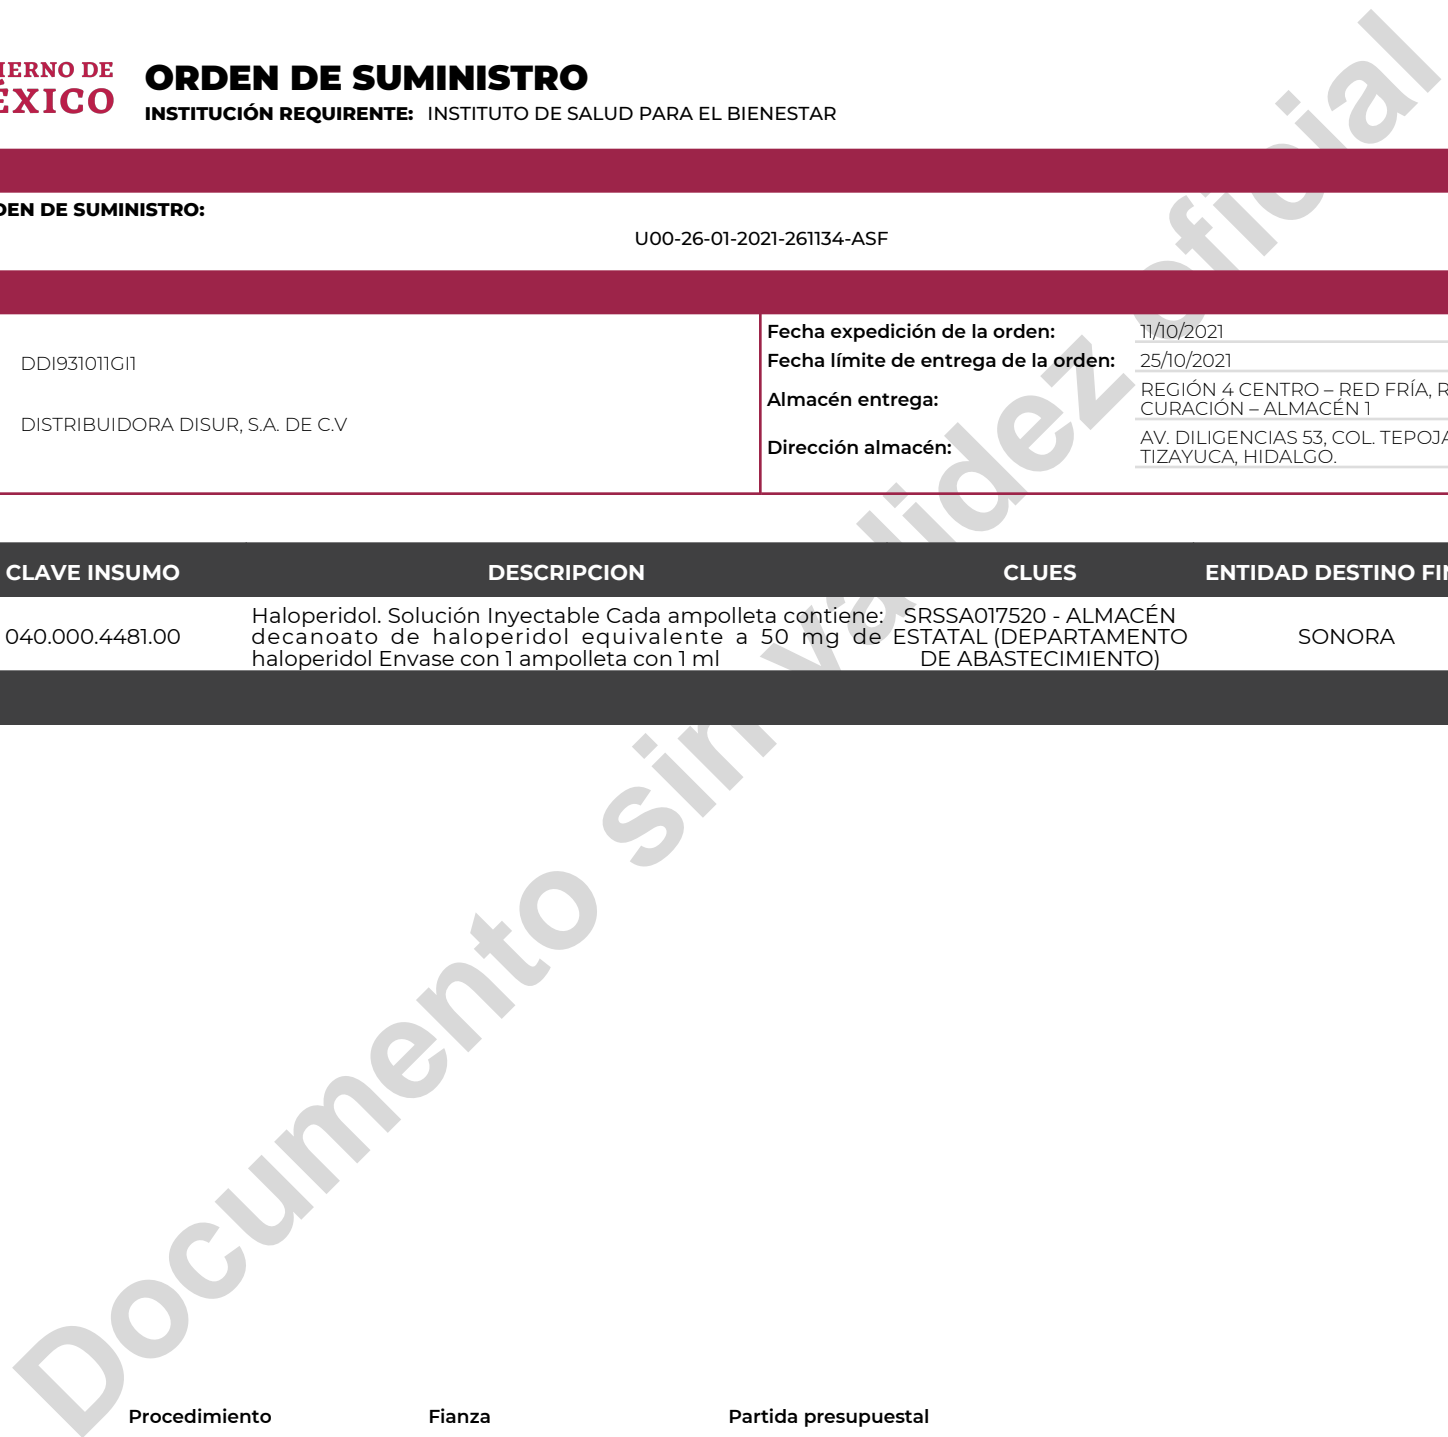 ORDEN DE SUMINISTRO
INSTITUCIÓN REQUIRENTE: INSTITUTO DE SALUD PARA EL BIENESTAR
IERNO DE
ÉXICO
DEN DE SUMINISTRO:
U00-26-01-2021-261134-ASF
DDI931011GI1
DISTRIBUIDORA DISUR, S.A. DE C.V
Fecha expedición de la orden: 11/10/2021
Fecha límite de entrega de la orden: 25/10/2021
Almacén entrega: REGIÓN 4 CENTRO – RED FRÍA, R
CURACIÓN – ALMACÉN 1
Dirección almacén: AV. DILIGENCIAS 53, COL. TEPOJA
TIZAYUCA, HIDALGO.
CLAVE INSUMO DESCRIPCION CLUES ENTIDAD DESTINO FIN
040.000.4481.00
Haloperidol. Solución Inyectable Cada ampolleta contiene:
decanoato de haloperidol equivalente a 50 mg de
haloperidol Envase con 1 ampolleta con 1 ml
SRSSA017520 - ALMACÉN
ESTATAL (DEPARTAMENTO
DE ABASTECIMIENTO)
SONORA
Documento sin validez oficial
Procedimiento Fianza Partida presupuestal